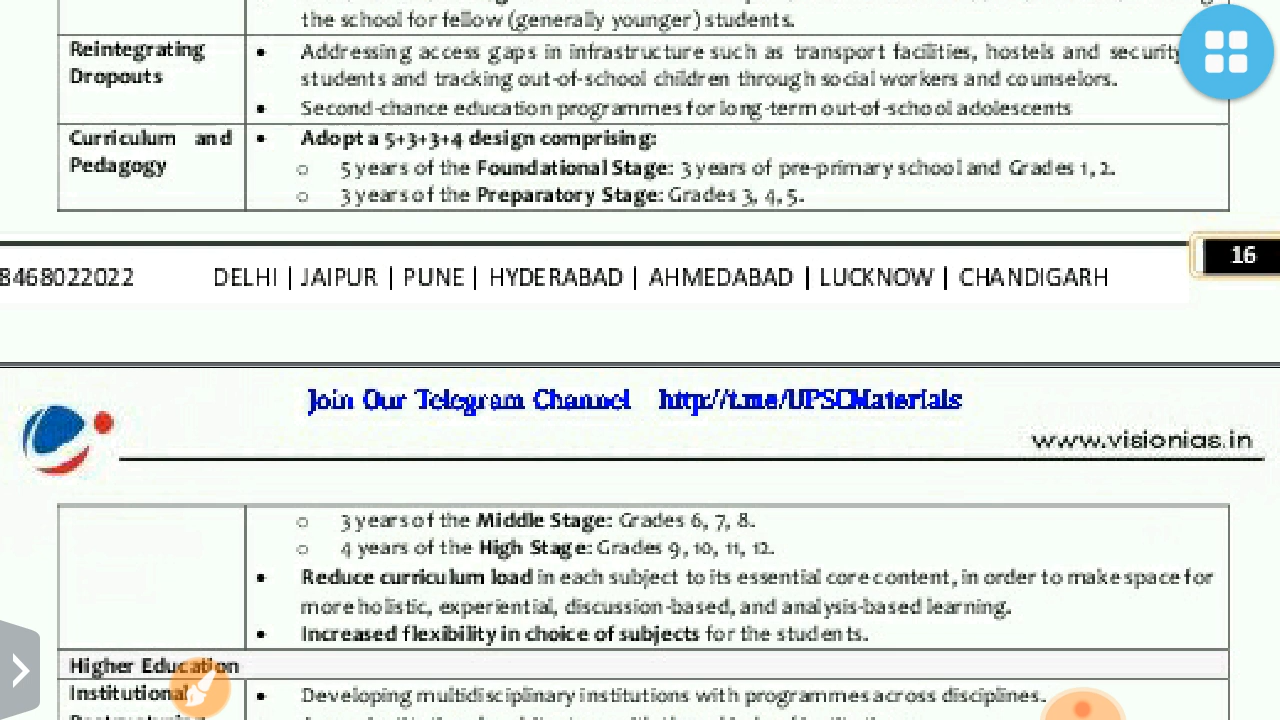 the school for fellow (generally younger) students.
Reintegrating Dropouts
• Addressing access gaps in infrastructure such as transport facilities, hostels and security
students and tracking out-of-school children through social workers and counselors.
• Second-chance education programmes for long-term out-of-school adolescents
Curriculum and Pedagogy
• Adopt a 5+3+3+4 design comprising:
o 5 years of the Foundational Stage: 3 years of pre-primary school and Grades 1, 2.
o 3 years of the Preparatory Stage: Grades 3, 4, 5.
16
8468022022 DELHI | JAIPUR | PUNE | HYDERABAD | AHMEDABAD | LUCKNOW | CHANDIGARH
Join Our Telegram Channel http://t.me/UPSCMaterials
www.visionias.in
o 3 years of the Middle Stage: Grades 6, 7, 8.
o 4 years of the High Stage: Grades 9, 10, 11, 12.
• Reduce curriculum load in each subject to its essential core content, in order to make space for
more holistic, experiential, discussion-based, and analysis-based learning.
• Increased flexibility in choice of subjects for the students.
Higher Education
Institutional
• Developing multidisciplinary institutions with programmes across disciplines.